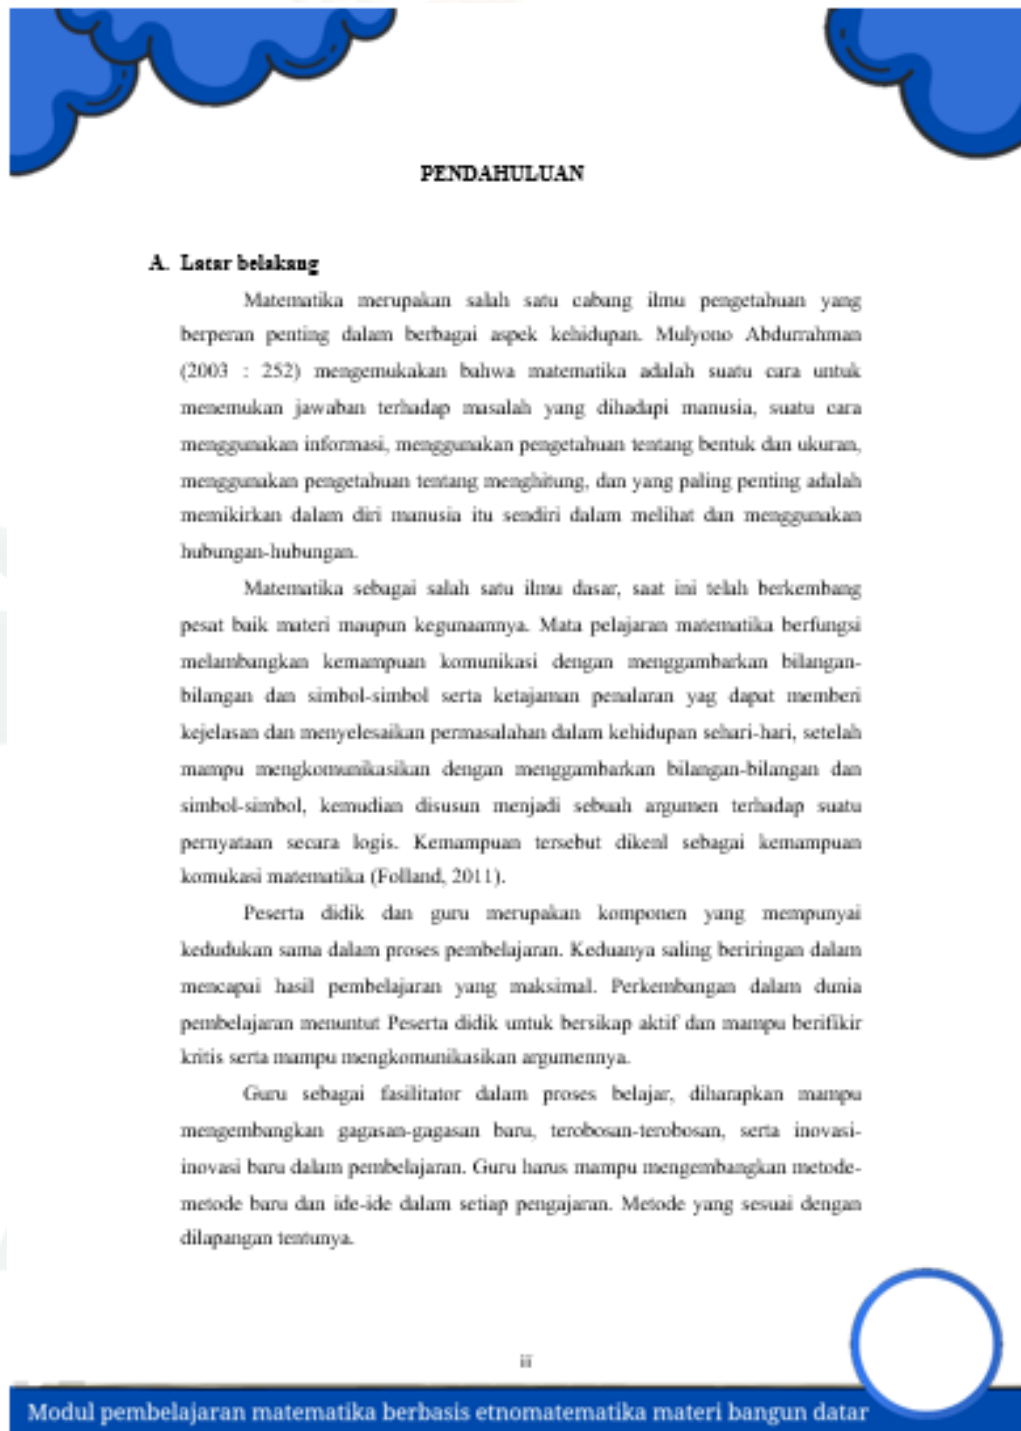 PENDAHULUAN
A. Latar belakang
Matematika merupakan salah satu cabang ilmu pengetahuan yang
berperan penting dalam berbagai aspek kehidupan. Mulyono Abdurrahman
(2003 : 252) mengemukakan bahwa matematika adalah suatu cara untuk
menemukan jawaban terhadap masalah yang dihadapi manusia, suatu cara
menggunakan informasi, menggunakan pengetahuan tentang bentuk dan ukuran,
menggunakan pengetahuan tentang menghitung, dan yang paling penting adalah
memikirkan dalam diri manusia itu sendiri dalam melihat dan menggunakan
hubungan-hubungan.
Matematika sebagai salah satu ilmu dasar, saat ini telah berkembang
pesat baik materi maupun kegunaannya. Mata pelajaran matematika berfungsi
melambangkan kemampuan komunikasi dengan menggambarkan bilangan-
bilangan dan simbol-simbol serta ketajaman penalaran yag dapat memberi
kejelasan dan menyelesaikan permasalahan dalam kehidupan sehari-hari, setelah
mampu mengkomunikasikan dengan menggambarkan bilangan-bilangan dan
simbol-simbol, kemudian disusun menjadi sebuah argumen terhadap suatu
pernyataan secara logis. Kemampuan tersebut dikenl sebagai kemampuan
komukasi matematika (Folland, 2011).
Peserta didik dan guru merupakan komponen yang mempunyai
kedudukan sama dalam proses pembelajaran. Keduanya saling beriringan dalam
mencapai hasil pembelajaran yang maksimal. Perkembangan dalam dunia
pembelajaran menuntut Peserta didik untuk bersikap aktif dan mampu berifikir
kritis serta mampu mengkomunikasikan argumennya.
Guru sebagai fasilitator dalam proses belajar, diharapkan mampu
mengembangkan gagasan-gagasan baru, terobosan-terobosan, serta inovasi-
inovasi baru dalam pembelajaran. Guru harus mampu mengembangkan metode-
metode baru dan ide-ide dalam setiap pengajaran. Metode yang sesuai dengan
dilapangan tentunya.
ii
Modul pembelajaran matematika berbasis etnomatematika materi bangun datar